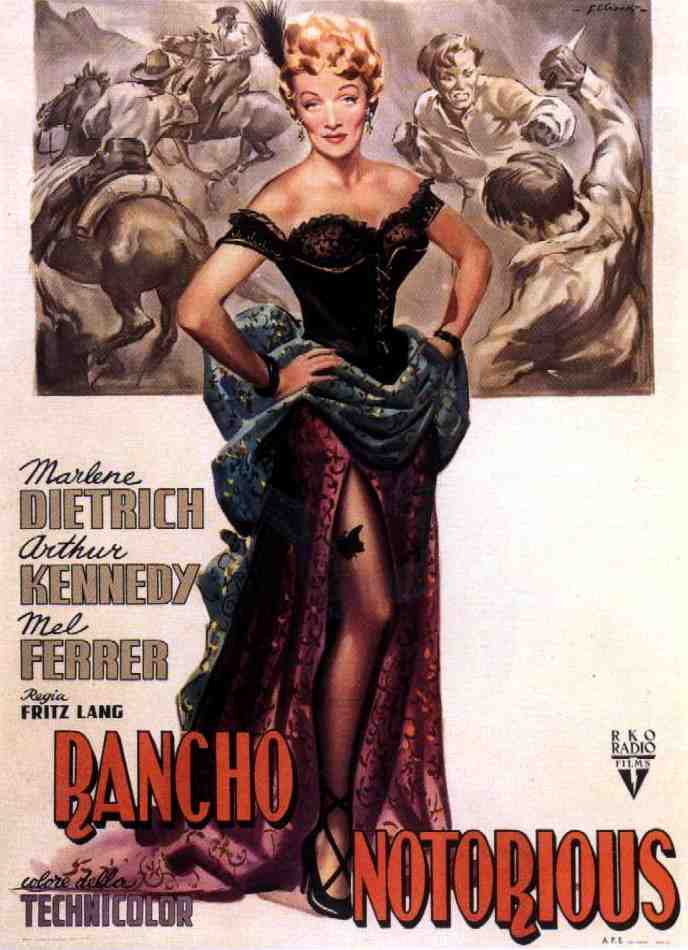 Marlene
DIETRICH
Arthur
KENNEDY
Mel
FERRER
Regia
FRITZ LANG
RKO
RADIO
FILMS
RANCHO
NOTORIOUS
colore della
TECHNICOLOR
A.P.E.